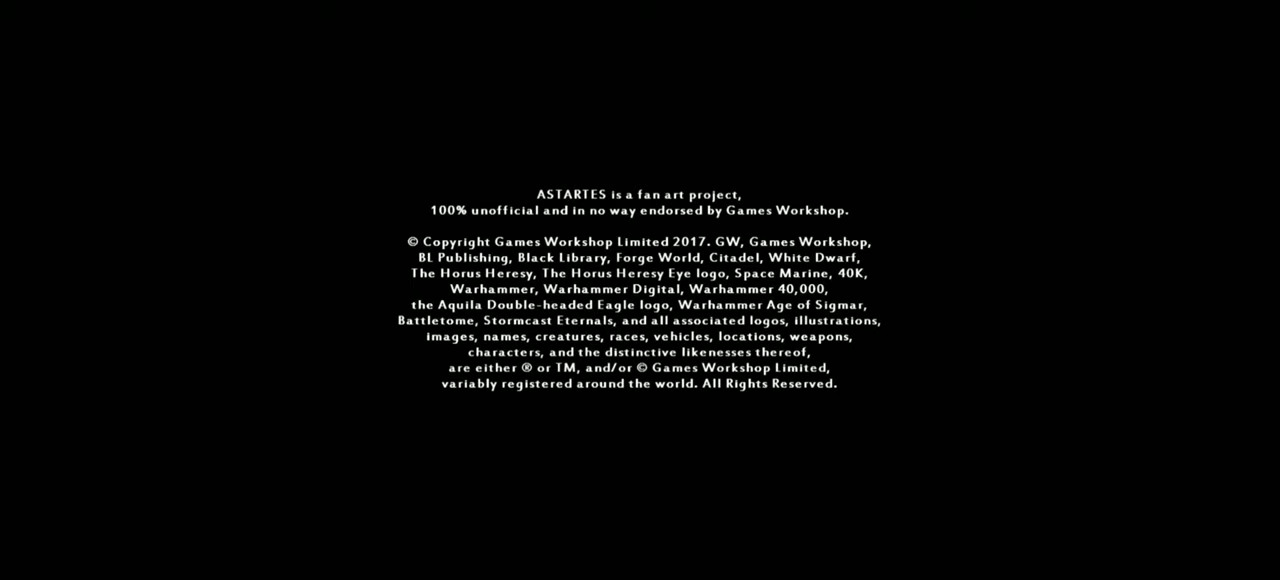 ASTARTES is a fan art project,
100% unofficial and in no way endorsed by Games Workshop.
© Copyright Games Workshop Limited 2017. GW, Games Workshop,
BL Publishing, Black Library, Forge World, Citadel, White Dwarf,
The Horus Heresy, The Horus Heresy Eye logo, Space Marine, 40K,
Warhammer, Warhammer Digital, Warhammer 40,000,
the Aquila Double-headed Eagle logo, Warhammer Age of Sigmar,
Battletome, Stormcast Eternals, and all associated logos, illustrations,
images, names, creatures, races, vehicles, locations, weapons,
characters, and the distinctive likenesses thereof,
are either ® or TM, and/or © Games Workshop Limited,
variably registered around the world. All Rights Reserved.